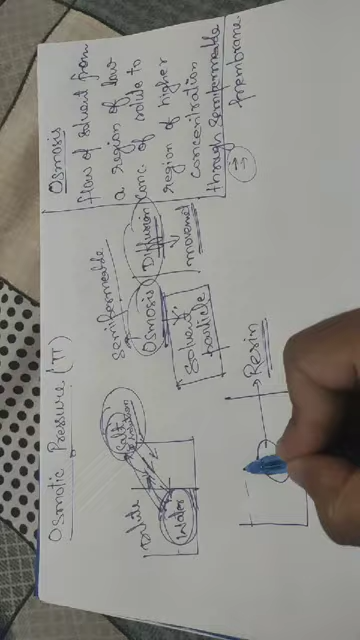 Osmotic Pressure (π)
Osmosis
flow of solvent from
a region of low
conc. of solute to
region of higher
concentration
through semipermeable
membrane.
semipermeable
Osmosis
Diffusion
movement
Solvent
particle
Dilute
Salt
solution
Water
Resin